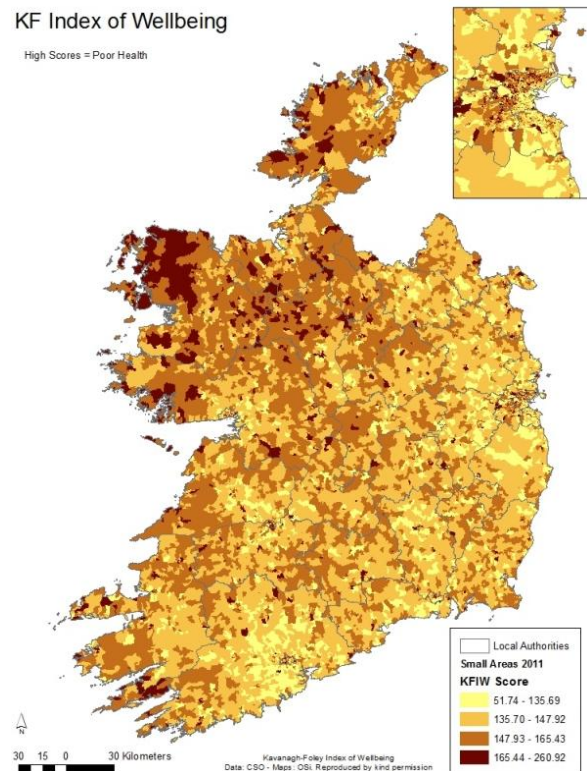 KF Index of Wellbeing
High Scores = Poor Health
Local Authorities
Small Areas 2011
KFIW Score
51.74 - 135.69
135.70 - 147.92
147.93 - 165.43
165.44 - 260.92
N
30 15 0 30 Kilometers
Kavanagh-Foley Index of Wellbeing
Data: CSO - Maps: OSi. Reproduced by kind permission